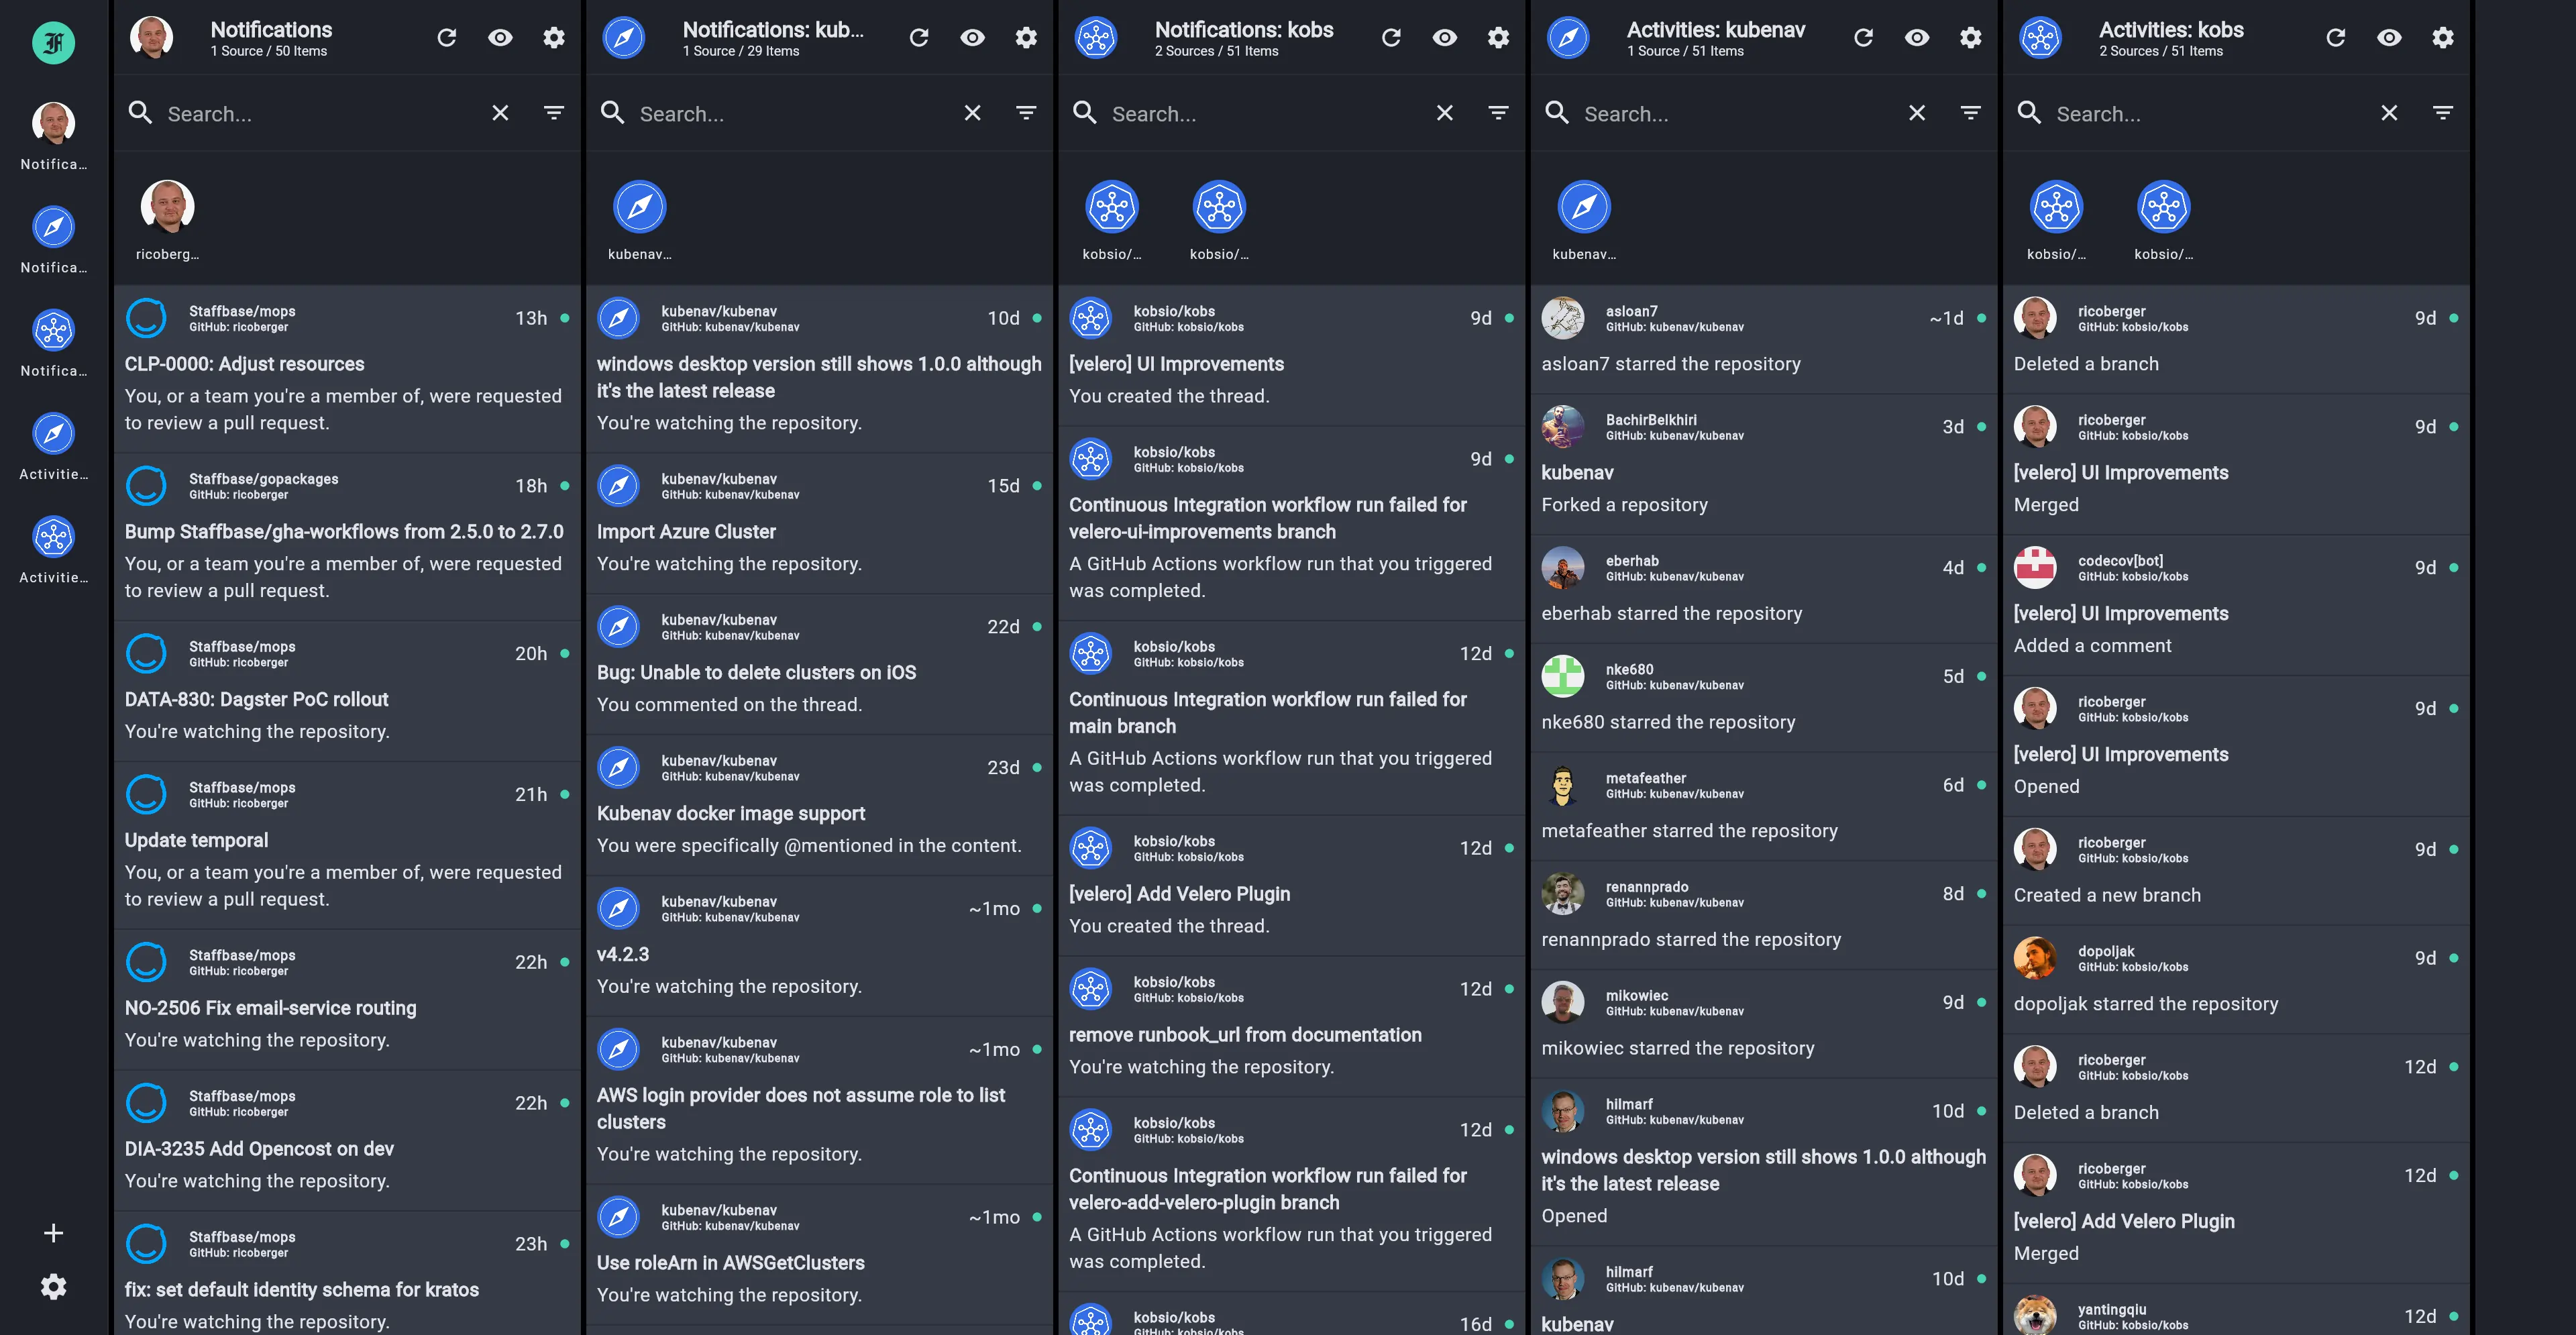 F
Notifica...
Notifica...
Notifica...
Activitie...
Activitie...
Notifications
1 Source / 50 Items
Search...
ricoberg...
Staffbase/mops
GitHub: ricoberger
13h
CLP-0000: Adjust resources
You, or a team you're a member of, were requested
to review a pull request.
Staffbase/gopackages
GitHub: ricoberger
18h
Bump Staffbase/gha-workflows from 2.5.0 to 2.7.0
You, or a team you're a member of, were requested
to review a pull request.
Staffbase/mops
GitHub: ricoberger
20h
DATA-830: Dagster PoC rollout
You're watching the repository.
Staffbase/mops
GitHub: ricoberger
21h
Update temporal
You, or a team you're a member of, were requested
to review a pull request.
Staffbase/mops
GitHub: ricoberger
22h
NO-2506 Fix email-service routing
You're watching the repository.
Staffbase/mops
GitHub: ricoberger
22h
DIA-3235 Add Opencost on dev
You're watching the repository.
Staffbase/mops
GitHub: ricoberger
23h
fix: set default identity schema for kratos
You're watching the repository.
Notifications: kub...
1 Source / 29 Items
Search...
kubenav...
kubenav/kubenav
GitHub: kubenav/kubenav
10d
windows desktop version still shows 1.0.0 although
it's the latest release
You're watching the repository.
kubenav/kubenav
GitHub: kubenav/kubenav
15d
Import Azure Cluster
You're watching the repository.
kubenav/kubenav
GitHub: kubenav/kubenav
22d
Bug: Unable to delete clusters on iOS
You commented on the thread.
kubenav/kubenav
GitHub: kubenav/kubenav
23d
Kubenav docker image support
You were specifically @mentioned in the content.
kubenav/kubenav
GitHub: kubenav/kubenav
~1mo
v4.2.3
You're watching the repository.
kubenav/kubenav
GitHub: kubenav/kubenav
~1mo
AWS login provider does not assume role to list
clusters
You're watching the repository.
kubenav/kubenav
GitHub: kubenav/kubenav
~1mo
Use roleArn in AWSGetClusters
You're watching the repository.
Notifications: kobs
2 Sources / 51 Items
Search...
kobsio/...
kobsio/...
kobsio/kobs
GitHub: kobsio/kobs
9d
[velero] UI Improvements
You created the thread.
kobsio/kobs
GitHub: kobsio/kobs
9d
Continuous Integration workflow run failed for
velero-ui-improvements branch
A GitHub Actions workflow run that you triggered
was completed.
kobsio/kobs
GitHub: kobsio/kobs
12d
Continuous Integration workflow run failed for
main branch
A GitHub Actions workflow run that you triggered
was completed.
kobsio/kobs
GitHub: kobsio/kobs
12d
[velero] Add Velero Plugin
You created the thread.
kobsio/kobs
GitHub: kobsio/kobs
12d
remove runbook_url from documentation
You're watching the repository.
kobsio/kobs
GitHub: kobsio/kobs
12d
Continuous Integration workflow run failed for
velero-add-velero-plugin branch
A GitHub Actions workflow run that you triggered
was completed.
kobsio/kobs
GitHub: kobsio/kobs
16d
Activities: kubenav
1 Source / 51 Items
Search...
kubenav...
asloan7
GitHub: kubenav/kubenav
~1d
asloan7 starred the repository
BachirBelkhiri
GitHub: kubenav/kubenav
3d
kubenav
Forked a repository
eberhab
GitHub: kubenav/kubenav
4d
eberhab starred the repository
nke680
GitHub: kubenav/kubenav
5d
nke680 starred the repository
metafeather
GitHub: kubenav/kubenav
6d
metafeather starred the repository
renannprado
GitHub: kubenav/kubenav
8d
renannprado starred the repository
mikowiec
GitHub: kubenav/kubenav
9d
mikowiec starred the repository
hilmarf
GitHub: kubenav/kubenav
10d
windows desktop version still shows 1.0.0 although
it's the latest release
Opened
hilmarf
GitHub: kubenav/kubenav
10d
kubenav
Activities: kobs
2 Sources / 51 Items
Search...
kobsio/...
kobsio/...
ricoberger
GitHub: kobsio/kobs
9d
Deleted a branch
ricoberger
GitHub: kobsio/kobs
9d
[velero] UI Improvements
Merged
codecov[bot]
GitHub: kobsio/kobs
9d
[velero] UI Improvements
Added a comment
ricoberger
GitHub: kobsio/kobs
9d
[velero] UI Improvements
Opened
ricoberger
GitHub: kobsio/kobs
9d
Created a new branch
dopoljak
GitHub: kobsio/kobs
9d
dopoljak starred the repository
ricoberger
GitHub: kobsio/kobs
12d
Deleted a branch
ricoberger
GitHub: kobsio/kobs
12d
[velero] Add Velero Plugin
Merged
yantingqiu
GitHub: kobsio/kobs
12d